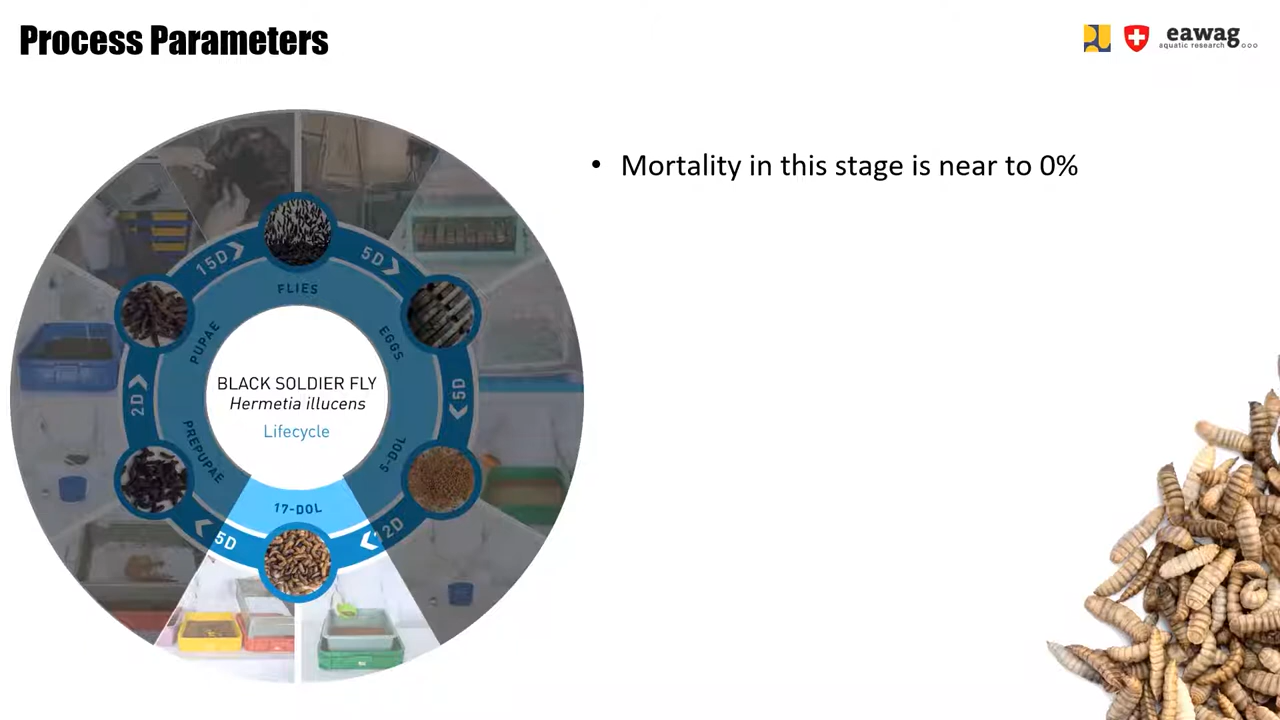 Process Parameters
eawag
aquatic research
• Mortality in this stage is near to 0%
15D
5D
FLIES
PUPAE
EGGS
2D
5D
BLACK SOLDIER FLY
Hermetia illucens
Lifecycle
PREPUPAE
5-DOL
17-DOL
5D
12D